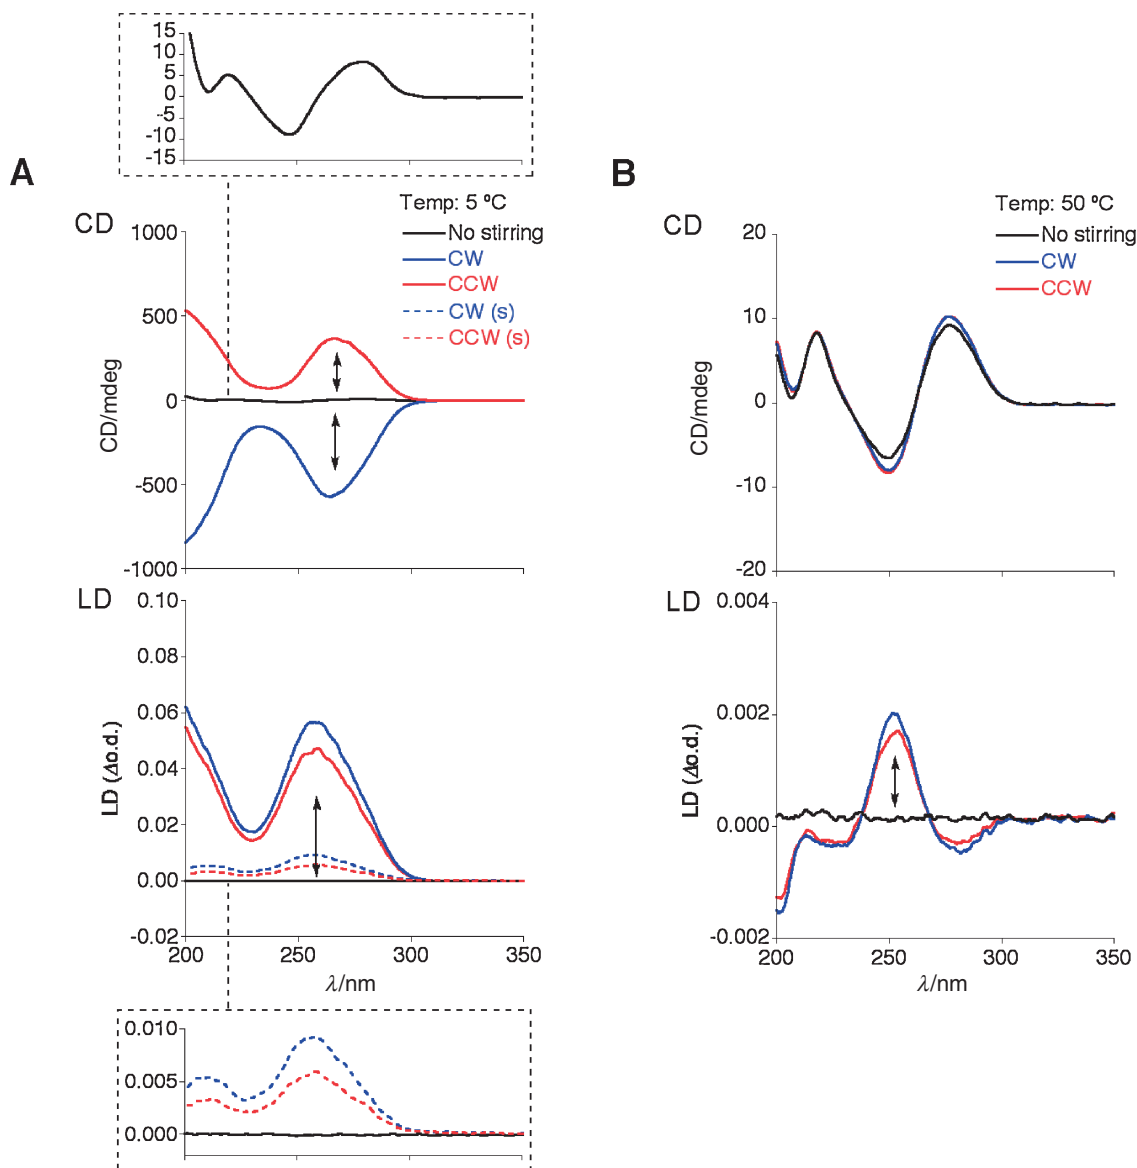 15
10
5
0
-5
-10
-15
A
CD
Temp: 5 ºC
No stirring
CW
CCW
CW (s)
CCW (s)
1000
500
0
-500
-1000
CD/mdeg
LD
0.10
0.08
0.06
0.04
0.02
0.00
-0.02
LD (Δo.d.)
200
250
300
350
λ/nm
0.010
0.005
0.000
B
CD
Temp: 50 ºC
No stirring
CW
CCW
20
10
0
-10
-20
CD/mdeg
LD
0.004
0.002
0.000
-0.002
LD (Δo.d.)
200
250
300
350
λ/nm